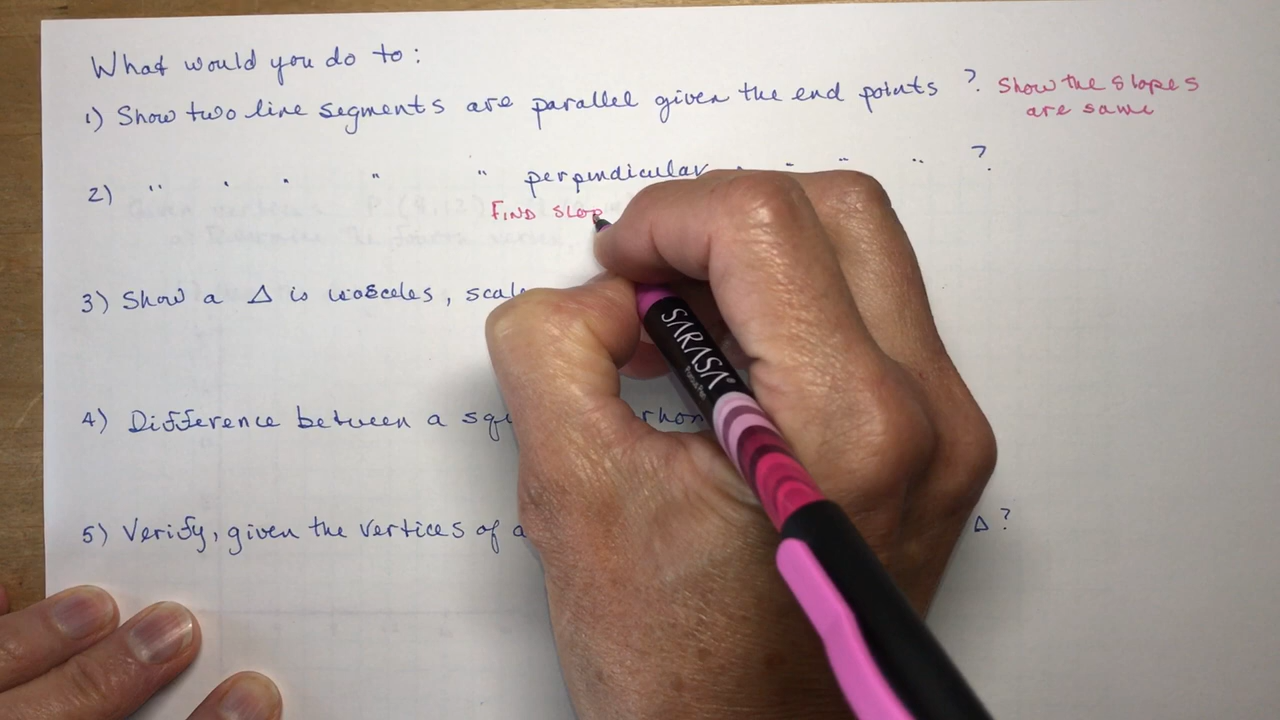 What would you do to:
1) Show two line segments are parallel given the end points ? Show the slopes
are same
2) " " " " " perpendicular " " " " ?
FIND SLOP
3) Show a Δ is isosceles, scale
4) Difference between a squ rhom
5) Verify, given the vertices of a Δ ?
SARASA